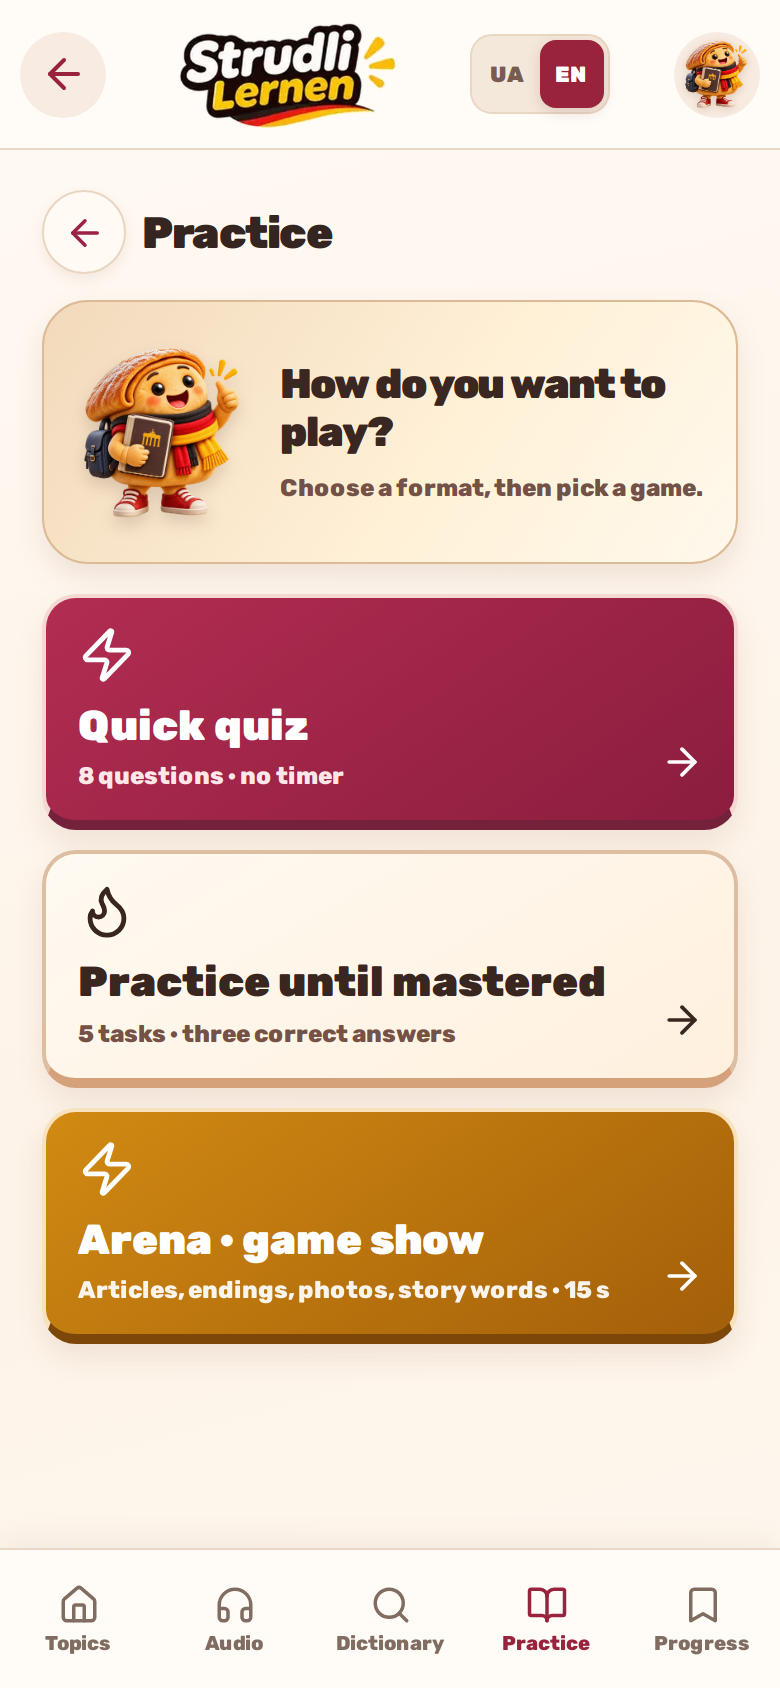 Strudli
Lernen
UA
EN
Practice
How do you want to
play?
Choose a format, then pick a game.
Quick quiz
8 questions • no timer
Practice until mastered
5 tasks • three correct answers
Arena • game show
Articles, endings, photos, story words • 15 s
Topics
Audio
Dictionary
Practice
Progress